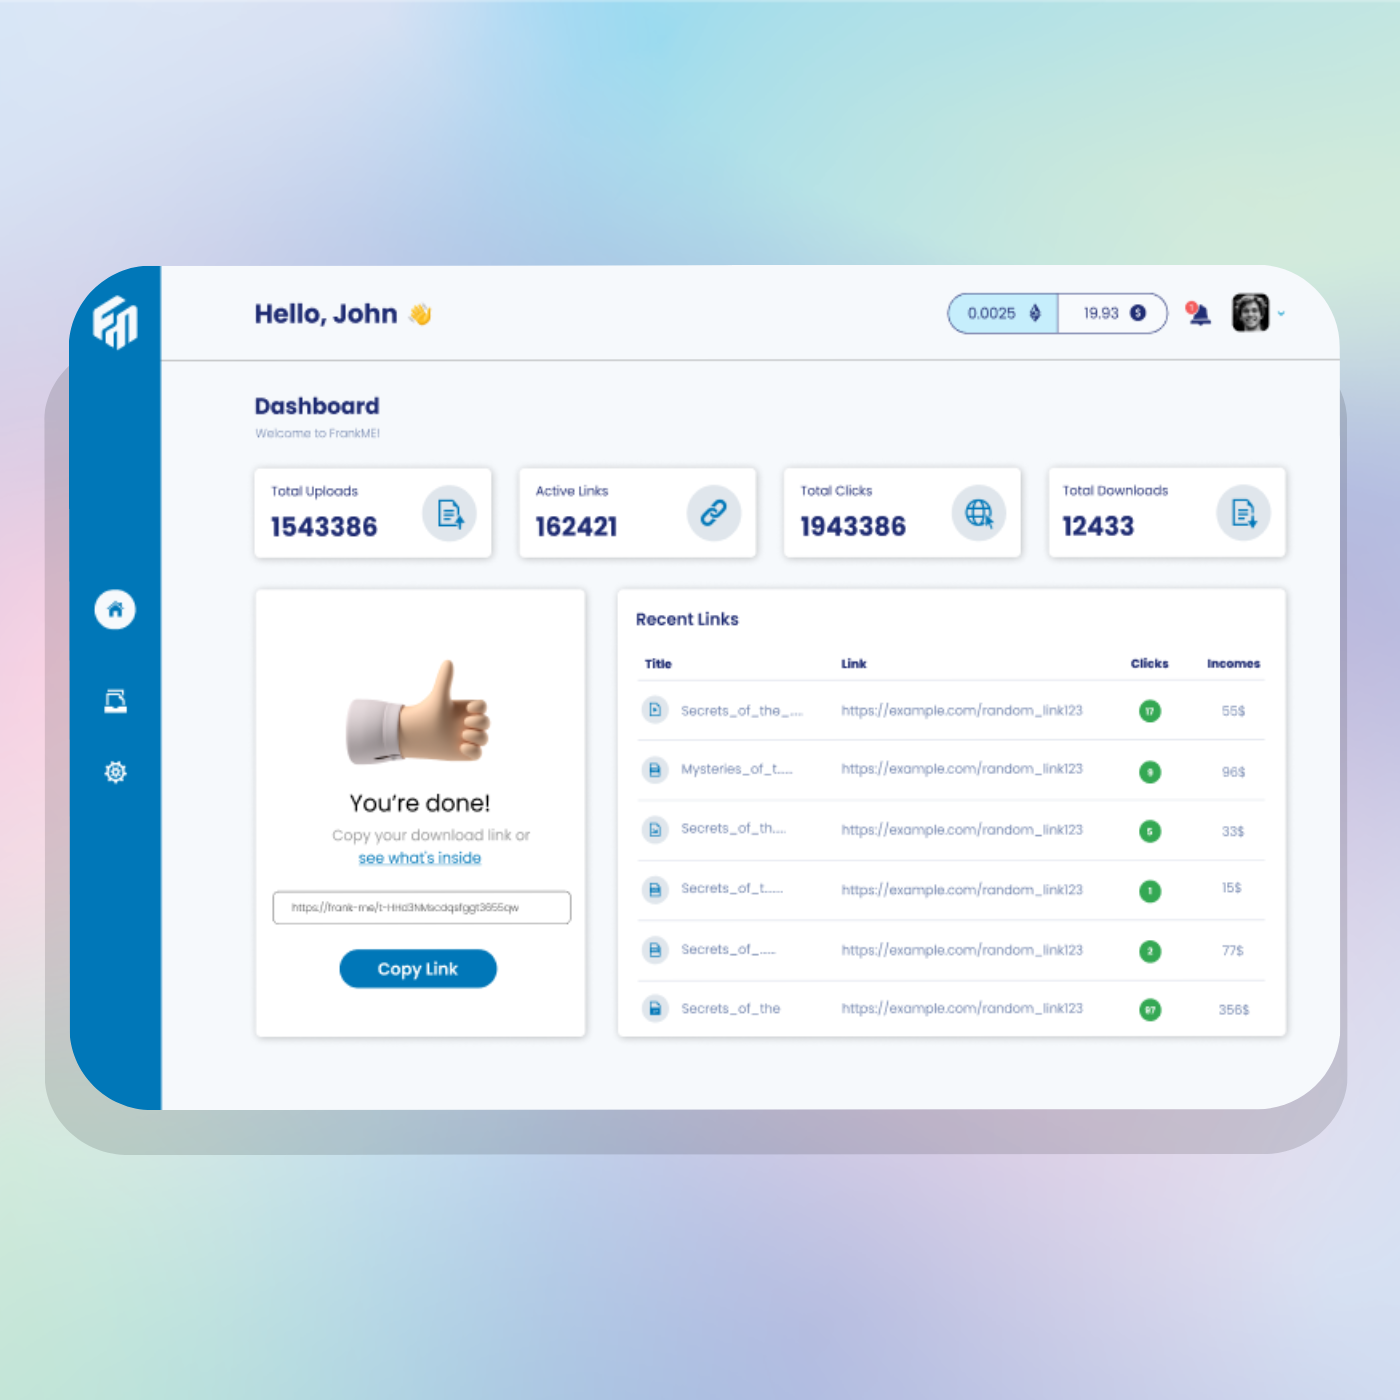 Hello, John 👋
0.0025
19.93
Dashboard
Welcome to FrankME!
Total Uploads
1543386
Active Links
162421
Total Clicks
1943386
Total Downloads
12433
You're done!
Copy your download link or
see what's inside
Copy Link
Recent Links
Title Link Clicks Incomes
Secrets_of_the_.... https://example.com/random_link123 17 55$
Mysteries_of_t..... https://example.com/random_link123 9 96$
Secrets_of_th.... https://example.com/random_link123 5 33$
Secrets_of_t...... https://example.com/random_link123 1 15$
Secrets_of_...... https://example.com/random_link123 2 77$
Secrets_of_the https://example.com/random_link123 97 356$